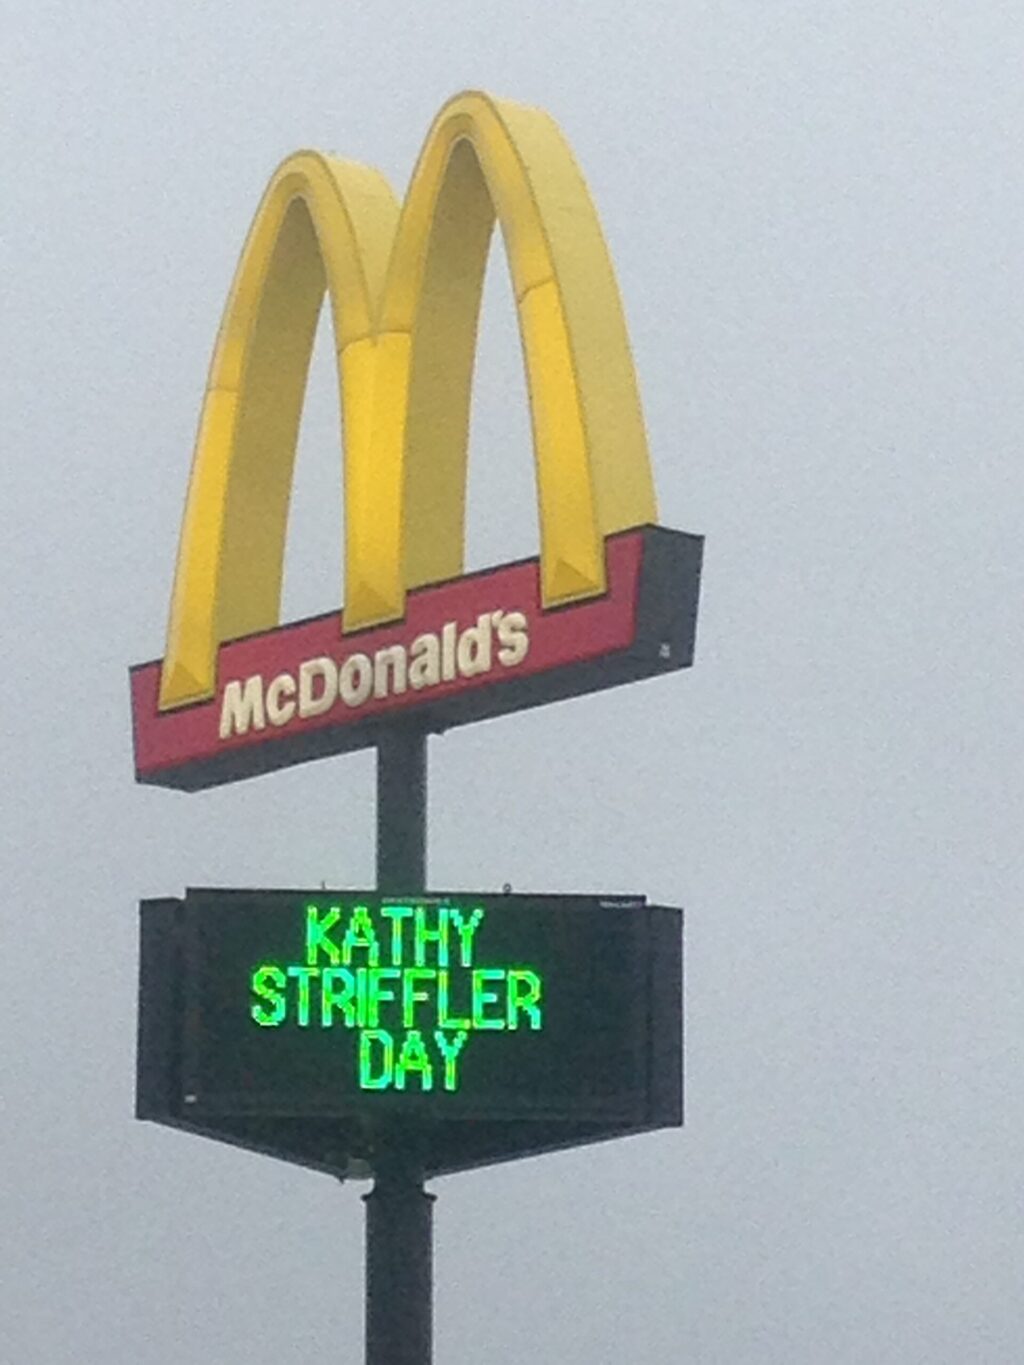 McDonald's
KATHY
STRIFFLER
DAY